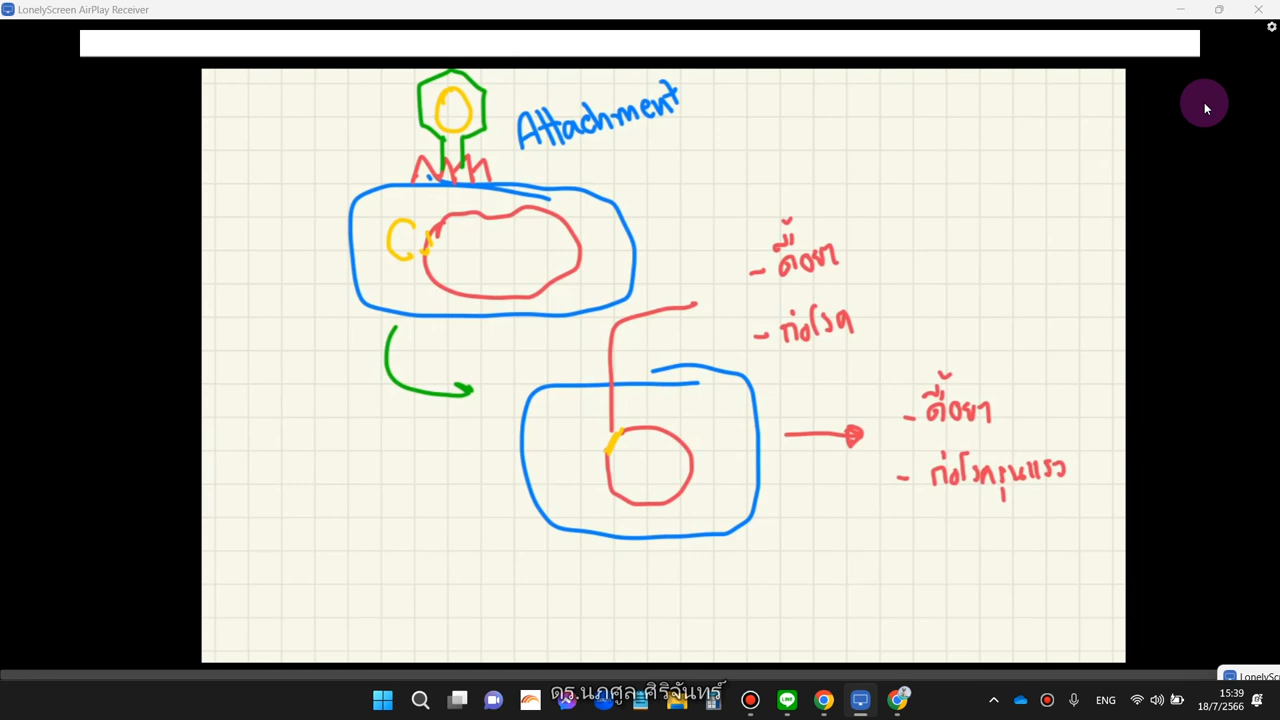 LonelyScreen AirPlay Receiver
Attachment
- ดื้อยา
- ก่อโรค
- ดื้อยา
- ก่อโรครุนแรง
LonelyScreen
ดร.นภศูล ศิริจันทร์
ENG
15:39
18/7/2566